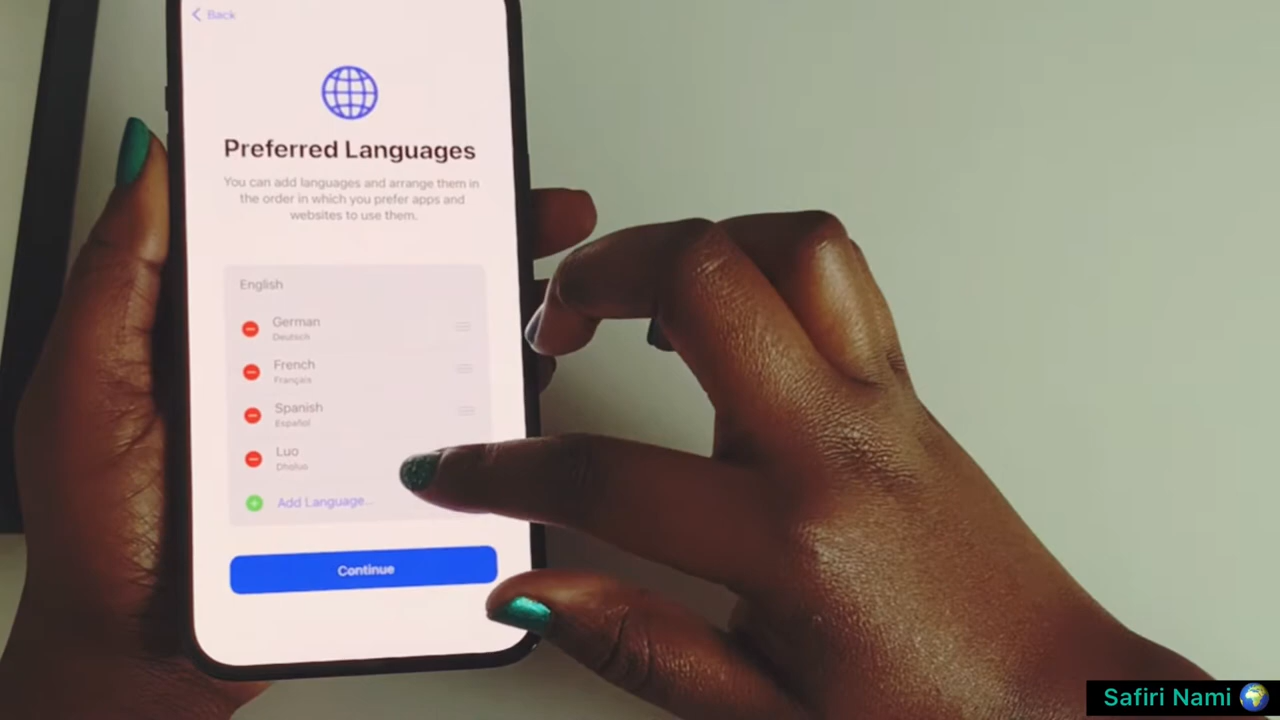 Back
Preferred Languages
You can add languages and arrange them in
the order in which you prefer apps and
websites to use them.
English
German
Deutsch
French
Français
Spanish
Español
Luo
Dholuo
Add Language...
Continue
Safiri Nami